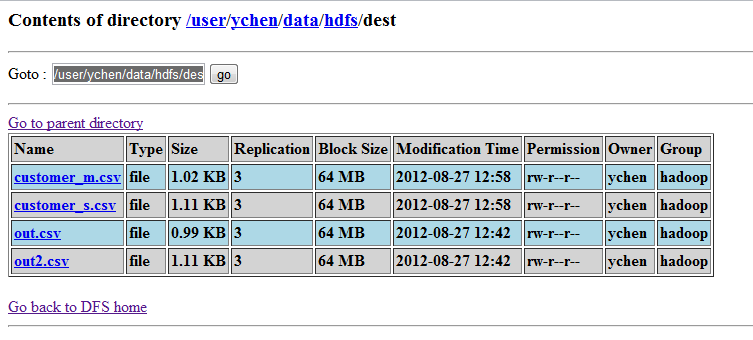 Contents of directory /user/ychen/data/hdfs/dest
Goto : /user/ychen/data/hdfs/des go
Go to parent directory
Name Type Size Replication Block Size Modification Time Permission Owner Group
customer_m.csv file 1.02 KB 3 64 MB 2012-08-27 12:58 rw-r--r-- ychen hadoop
customer_s.csv file 1.11 KB 3 64 MB 2012-08-27 12:58 rw-r--r-- ychen hadoop
out.csv file 0.99 KB 3 64 MB 2012-08-27 12:42 rw-r--r-- ychen hadoop
out2.csv file 1.11 KB 3 64 MB 2012-08-27 12:42 rw-r--r-- ychen hadoop
Go back to DFS home